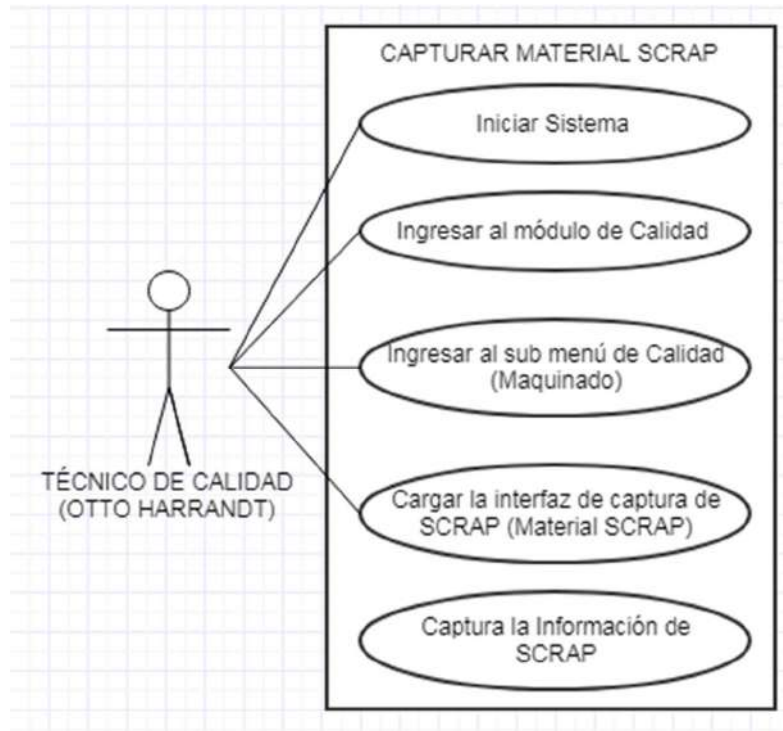 CAPTURAR MATERIAL SCRAP
Iniciar Sistema
Ingresar al módulo de Calidad
Ingresar al sub menú de Calidad
(Maquinado)
TÉCNICO DE CALIDAD
(OTTO HARRANDT)
Cargar la interfaz de captura de
SCRAP (Material SCRAP)
Captura la Información de
SCRAP